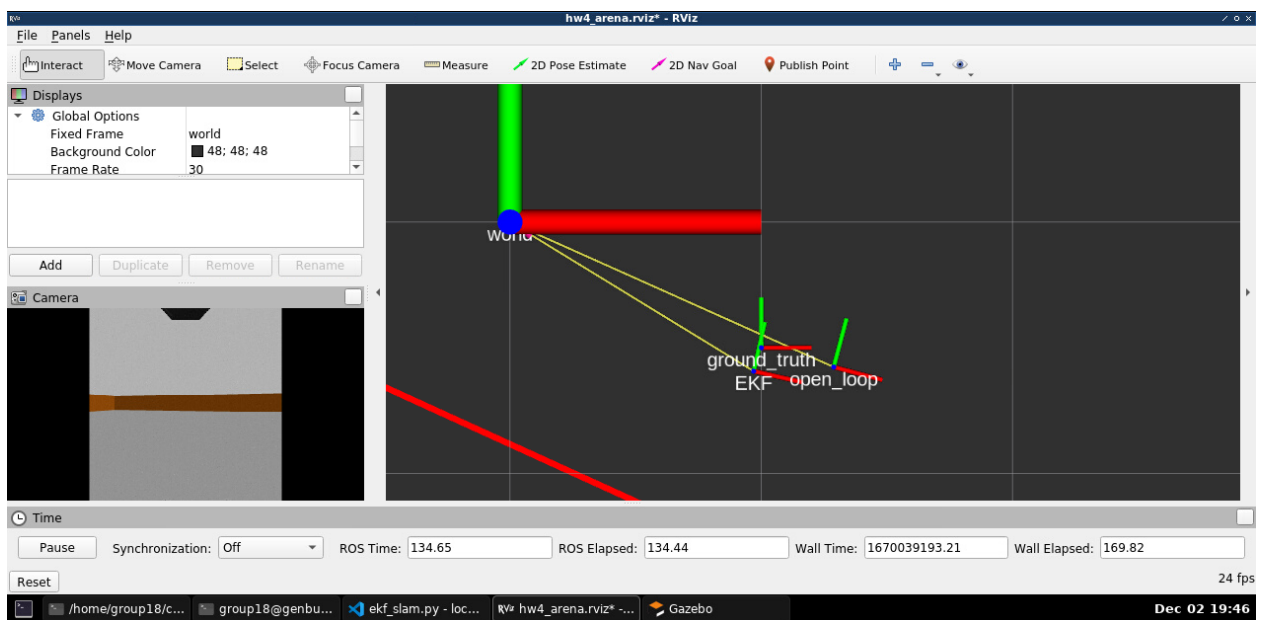 RViz
hw4_arena.rviz* - RViz
File Panels Help
Interact Move Camera Select Focus Camera Measure 2D Pose Estimate 2D Nav Goal Publish Point
Displays
Global Options
Fixed Frame world
Background Color 48; 48; 48
Frame Rate 30
Add Duplicate Remove Rename
Camera
world
ground_truth
EKF open_loop
Time
Pause Synchronization: Off ROS Time: 134.65 ROS Elapsed: 134.44 Wall Time: 1670039193.21 Wall Elapsed: 169.82
Reset 24 fps
/home/group18/c... group18@genbu... ekf_slam.py - loc... RViz hw4_arena.rviz* -... Gazebo Dec 02 19:46